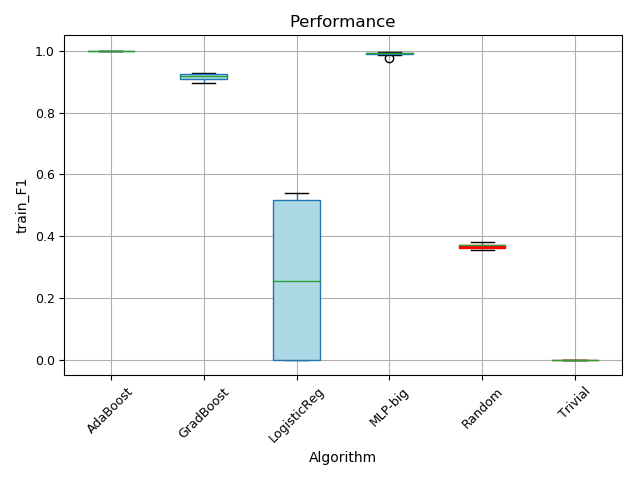 Performance
train_F1
1.0
0.8
0.6
0.4
0.2
0.0
AdaBoost
GradBoost
LogisticReg
MLP-big
Random
Trivial
Algorithm